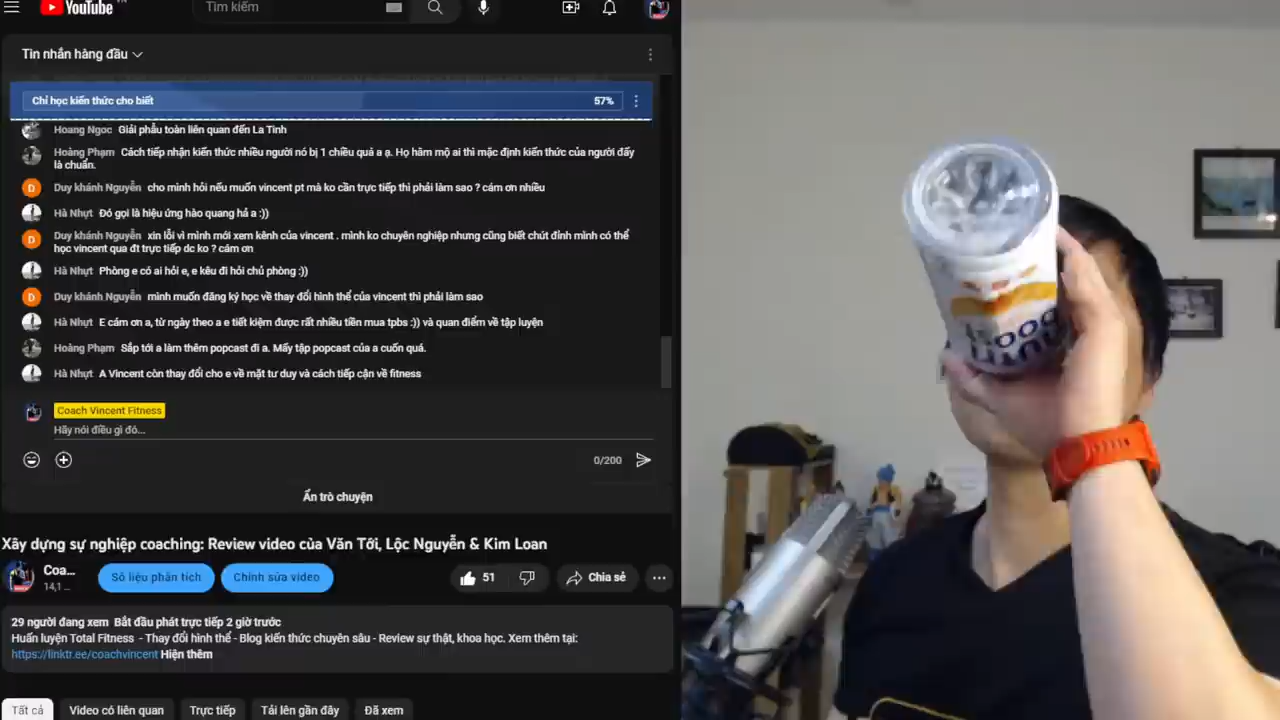 YouTube
VN
Tìm kiếm
Tin nhắn hàng đầu
Chỉ học kiến thức cho biết 57%
Hoang Ngoc Giải phẫu toàn liên quan đến La Tinh
Hoàng Phạm Cách tiếp nhận kiến thức nhiều người nó bị 1 chiều quá a ạ. Họ hâm mộ ai thì mặc định kiến thức của người đấy
là chuẩn.
D Duy khánh Nguyễn cho mình hỏi nếu muốn vincent pt mà ko cần trực tiếp thì phải làm sao ? cám ơn nhiều
Hà Nhựt Đó gọi là hiệu ứng hào quang hả a :))
D Duy khánh Nguyễn xin lỗi vì mình mới xem kênh của vincent . mình ko chuyên nghiệp nhưng cũng biết chút đỉnh mình có thể
học vincent qua đt trực tiếp dc ko ? cám ơn
Hà Nhựt Phòng e có ai hỏi e, e kêu đi hỏi chủ phòng :))
D Duy khánh Nguyễn mình muốn đăng ký học về thay đổi hình thể của vincent thì phải làm sao
Hà Nhựt E cám ơn a, từ ngày theo a e tiết kiệm được rất nhiều tiền mua tpbs :)) và quan điểm về tập luyện
Hoàng Phạm Sắp tới a làm thêm popcast đi a. Mấy tập popcast của a cuốn quá.
Hà Nhựt A Vincent còn thay đổi cho e về mặt tư duy và cách tiếp cận về fitness
Coach Vincent Fitness
Hãy nói điều gì đó...
0/200
Ẩn trò chuyện
Xây dựng sự nghiệp coaching: Review video của Văn Tới, Lộc Nguyễn & Kim Loan
Coa...
14,1 ...
Số liệu phân tích
Chỉnh sửa video
51
Chia sẻ
29 người đang xem Bắt đầu phát trực tiếp 2 giờ trước
Huấn luyện Total Fitness - Thay đổi hình thể - Blog kiến thức chuyên sâu - Review sự thật, khoa học. Xem thêm tại:
https://linktr.ee/coachvincent Hiện thêm
Tất cả
Video có liên quan
Trực tiếp
Tải lên gần đây
Đã xem